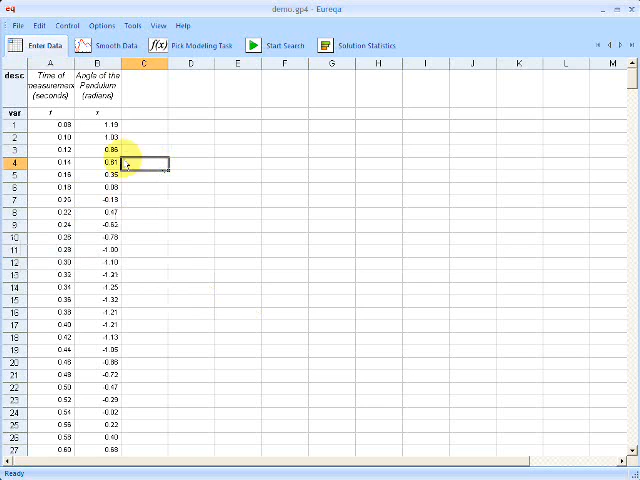 eq demo.gp4 - Eureqa
File Edit Control Options Tools View Help
Enter Data Smooth Data f(x) Pick Modeling Task Start Search Solution Statistics
A B C D E F G H I J K L M
desc Time of measurement (seconds) Angle of the Pendulum (radians)
var
1 0.08 1.19
2 0.10 1.03
3 0.12 0.86
4 0.14 0.61
5 0.16 0.35
6 0.18 0.08
7 0.20 -0.18
8 0.22 0.47
9 0.24 -0.62
10 0.26 -0.78
11 0.28 -1.00
12 0.30 -1.10
13 0.32 -1.21
14 0.34 -1.25
15 0.36 -1.32
16 0.38 -1.21
17 0.40 -1.21
18 0.42 -1.13
19 0.44 -1.05
20 0.46 -0.86
21 0.48 -0.72
22 0.50 -0.47
23 0.52 -0.29
24 0.54 -0.02
25 0.56 0.22
26 0.58 0.40
27 0.60 0.68
Ready